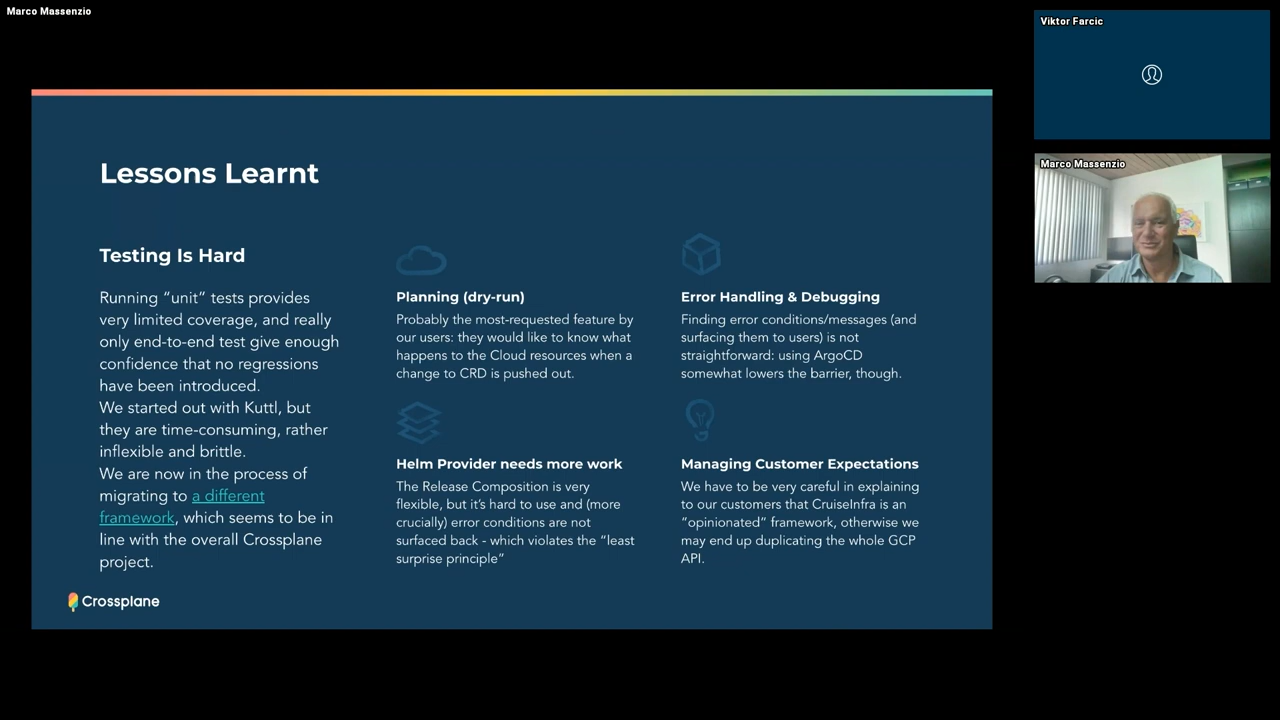 Marco Massenzio
Viktor Farcic
Marco Massenzio
Lessons Learnt
Testing Is Hard
Running “unit” tests provides
very limited coverage, and really
only end-to-end test give enough
confidence that no regressions
have been introduced.
We started out with Kuttl, but
they are time-consuming, rather
inflexible and brittle.
We are now in the process of
migrating to a different
framework, which seems to be in
line with the overall Crossplane
project.
Planning (dry-run)
Probably the most-requested feature by
our users: they would like to know what
happens to the Cloud resources when a
change to CRD is pushed out.
Error Handling & Debugging
Finding error conditions/messages (and
surfacing them to users) is not
straightforward: using ArgoCD
somewhat lowers the barrier, though.
Helm Provider needs more work
The Release Composition is very
flexible, but it’s hard to use and (more
crucially) error conditions are not
surfaced back - which violates the “least
surprise principle”
Managing Customer Expectations
We have to be very careful in explaining
to our customers that CruiseInfra is an
“opinionated” framework, otherwise we
may end up duplicating the whole GCP
API.
Crossplane